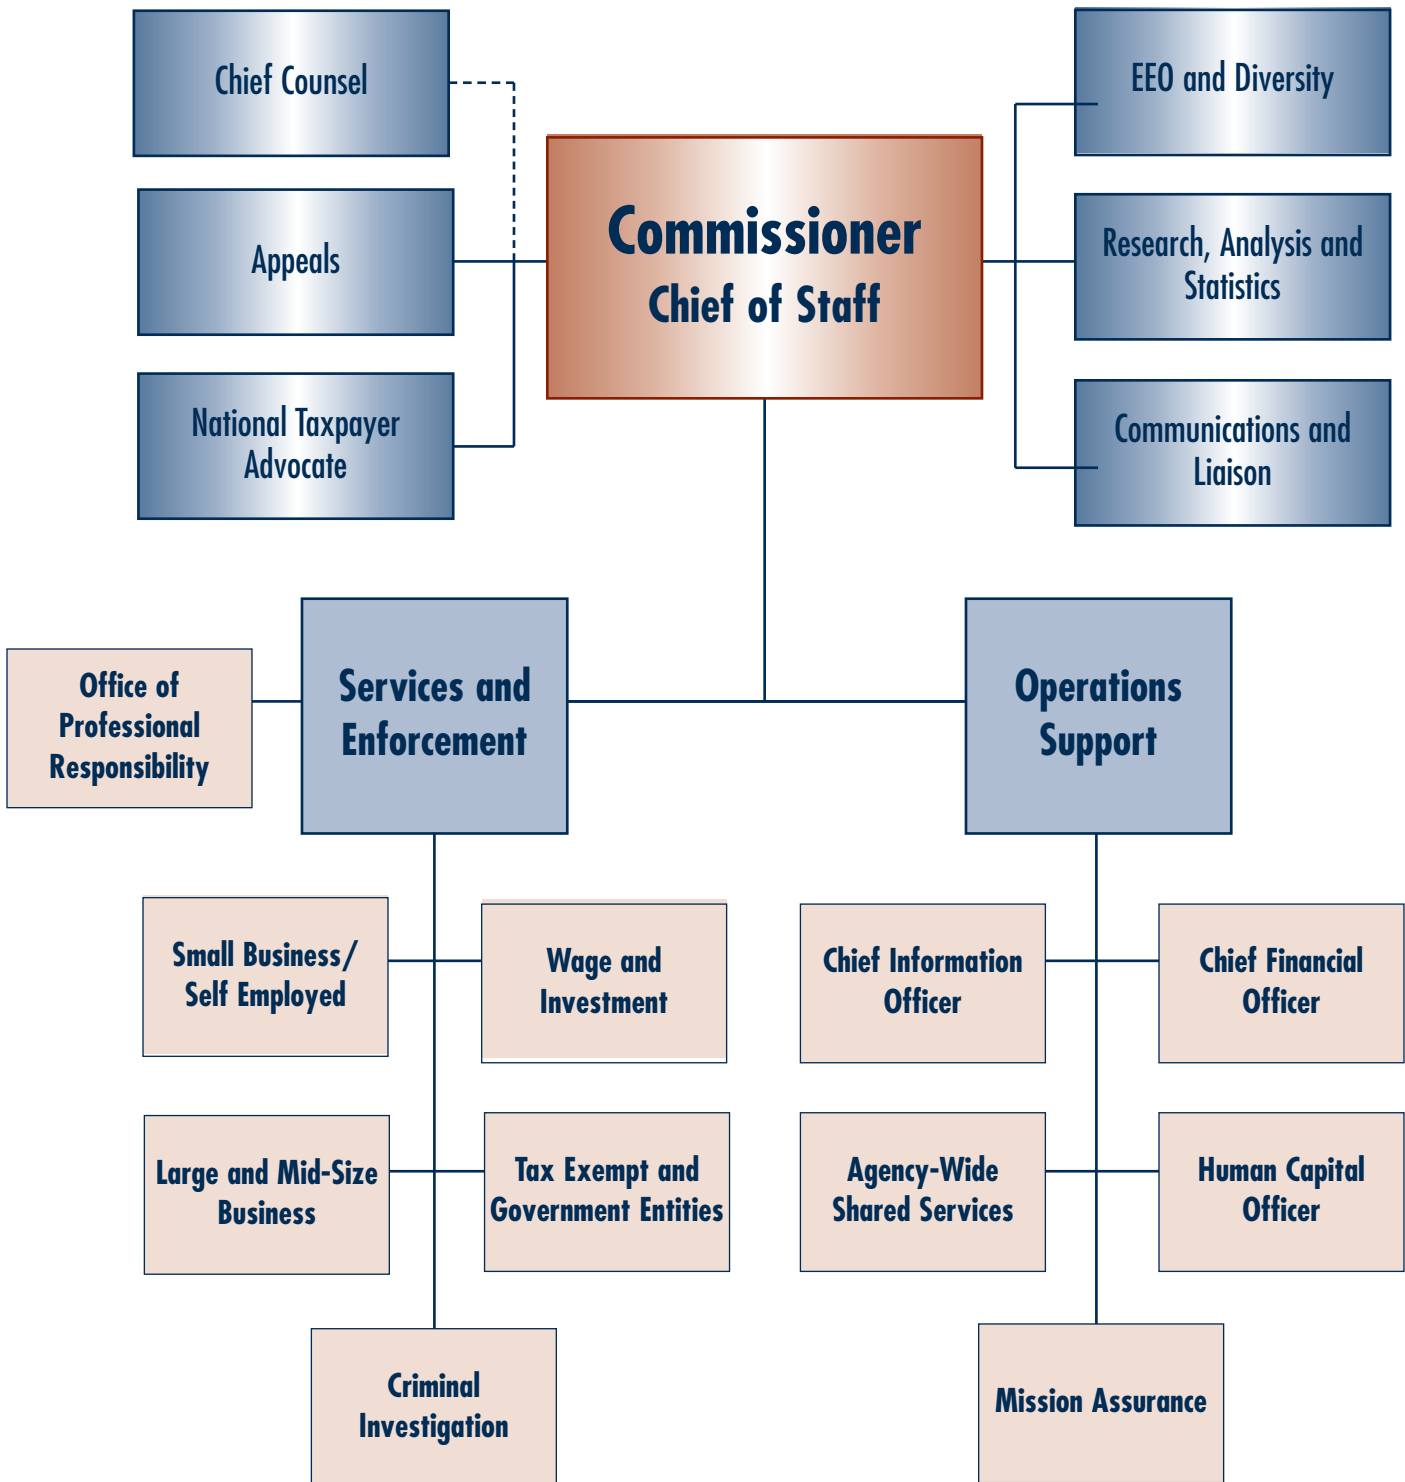 Chief Counsel
EEO and Diversity
Commissioner
Chief of Staff
Appeals
Research, Analysis and
Statistics
National Taxpayer
Advocate
Communications and
Liaison
Office of
Professional
Responsibility
Services and
Enforcement
Operations
Support
Small Business/
Self Employed
Wage and
Investment
Chief Information
Officer
Chief Financial
Officer
Large and Mid-Size
Business
Tax Exempt and
Government Entities
Agency-Wide
Shared Services
Human Capital
Officer
Criminal
Investigation
Mission Assurance